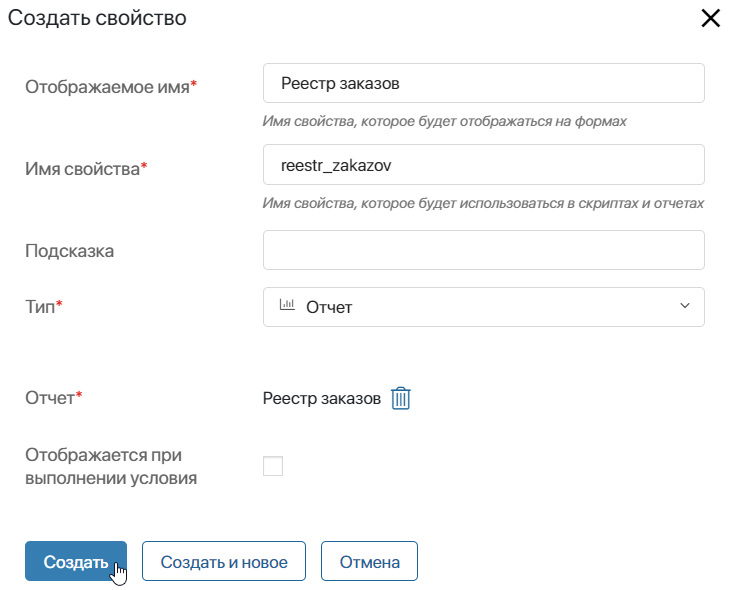 Создать свойство
Отображаемое имя*
Реестр заказов
Имя свойства, которое будет отображаться на формах
Имя свойства*
reestr_zakazov
Имя свойства, которое будет использоваться в скриптах и отчетах
Подсказка
Тип*
Отчет
Отчет*
Реестр заказов
Отображается при
выполнении условия
Создать
Создать и новое
Отмена